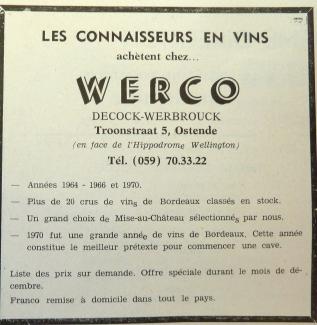 LES CONNAISSEURS EN VINS
achètent chez...
WERCO
DECOCK-WERBROUCK
Troonstraat 5, Ostende
(en face de l'Hippodrome Wellington)
Tél. (059) 70.33.22
— Années 1964 - 1966 et 1970.
— Plus de 20 crus de vins de Bordeaux classés en stock.
— Un grand choix de Mise-au-Château sélectionnés par nous.
— 1970 fut une grande année de vins de Bordeaux. Cette année
constitue le meilleur prétexte pour commencer une cave.
Liste des prix sur demande. Offre spéciale durant le mois de dé-
cembre.
Franco remise à domicile dans tout le pays.